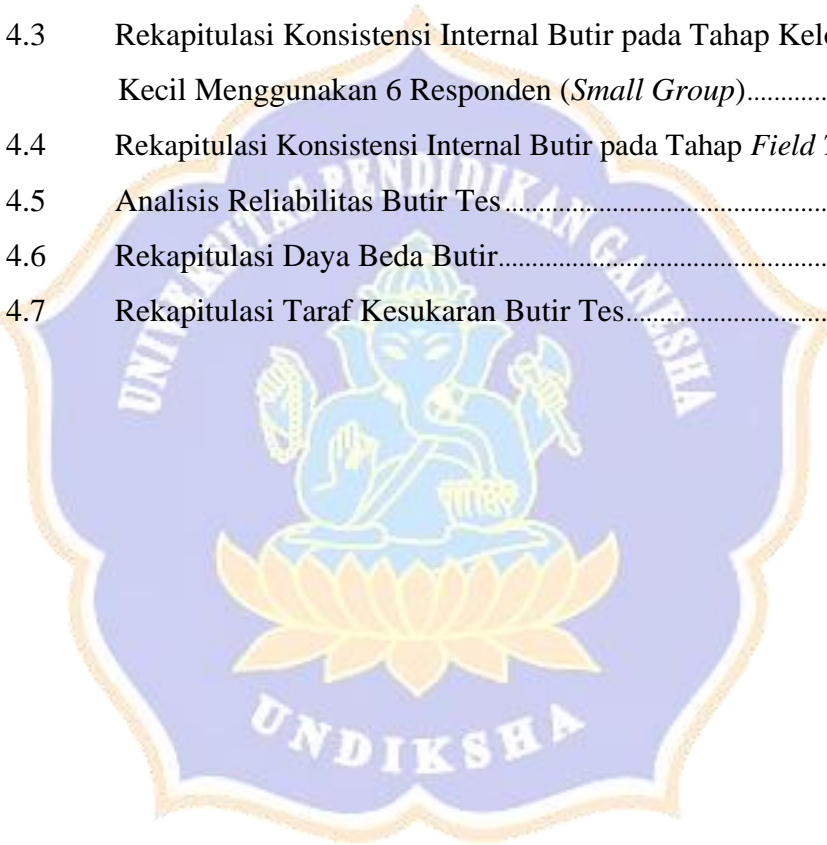 4.3 Rekapitulasi Konsistensi Internal Butir pada Tahap
Kecil Menggunakan 6 Responden (Small Group)............
4.4 Rekapitulasi Konsistensi Internal Butir pada Tahap Field
4.5 Analisis Reliabilitas Butir Tes................................................
4.6 Rekapitulasi Daya Beda Butir.................................................
4.7 Rekapitulasi Taraf Kesukaran Butir Tes..............................
UNIVERSITAS PENDIDIKAN GANESHA
UNDIKSHA